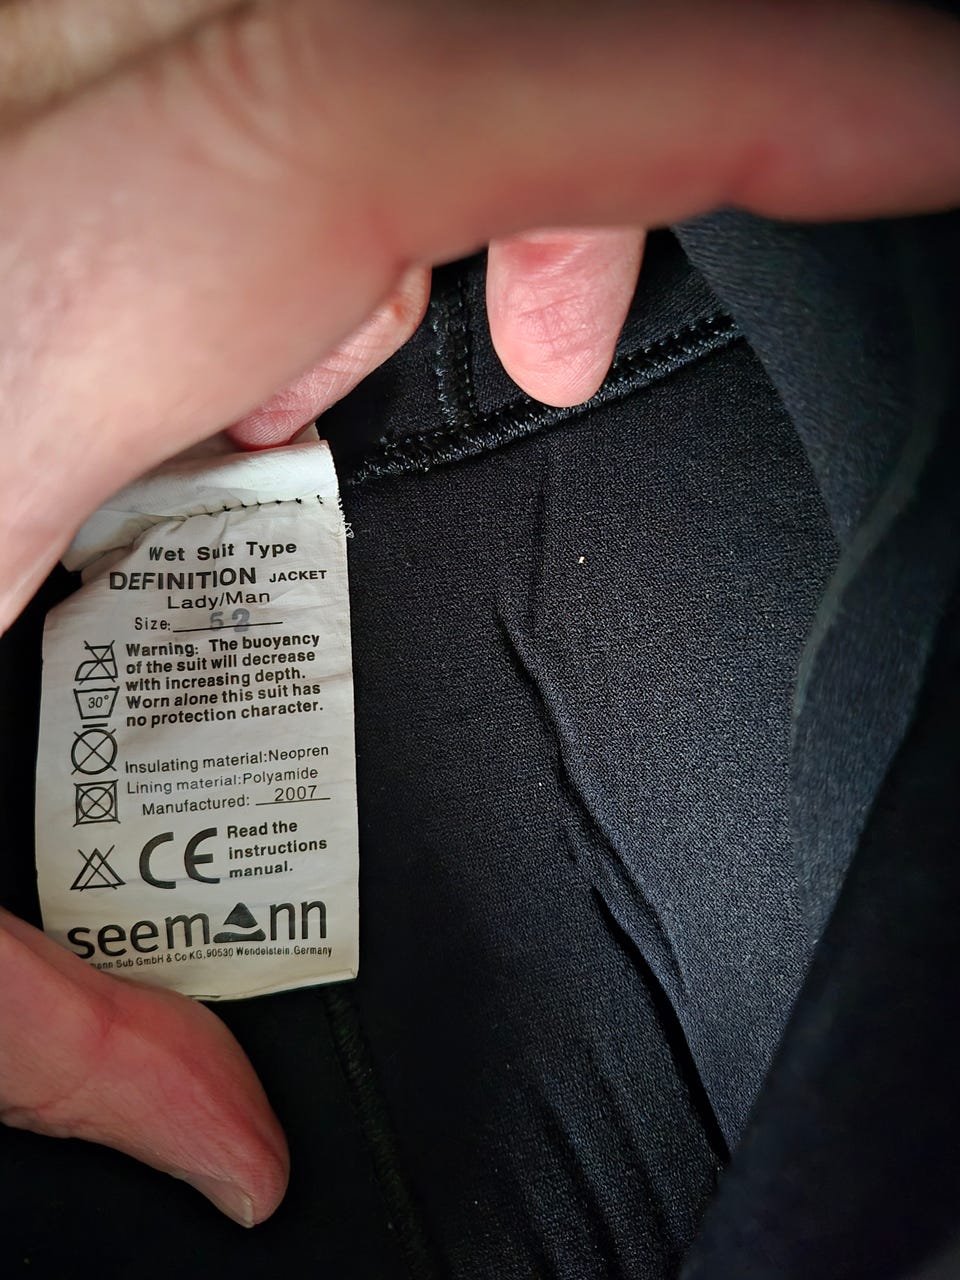 Wet Suit Type
DEFINITION JACKET
Lady/Man
Size: 52
Warning: The buoyancy
of the suit will decrease
with increasing depth.
Worn alone this suit has
no protection character.
30°
Insulating material:Neopren
Lining material:Polyamide
Manufactured: 2007
CE
Read the
instructions
manual.
seemann
Sub GmbH & Co KG, 90530 Wendelstein. Germany